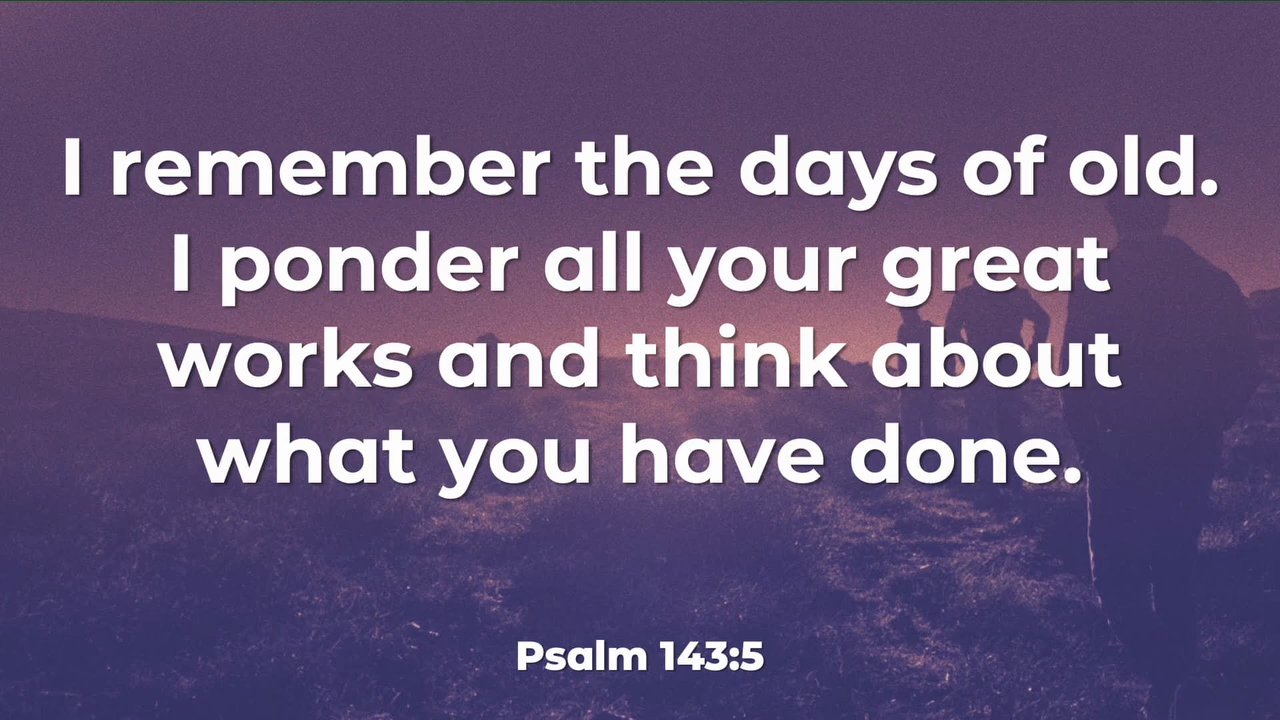 I remember the days of old.
I ponder all your great
works and think about
what you have done.
Psalm 143:5